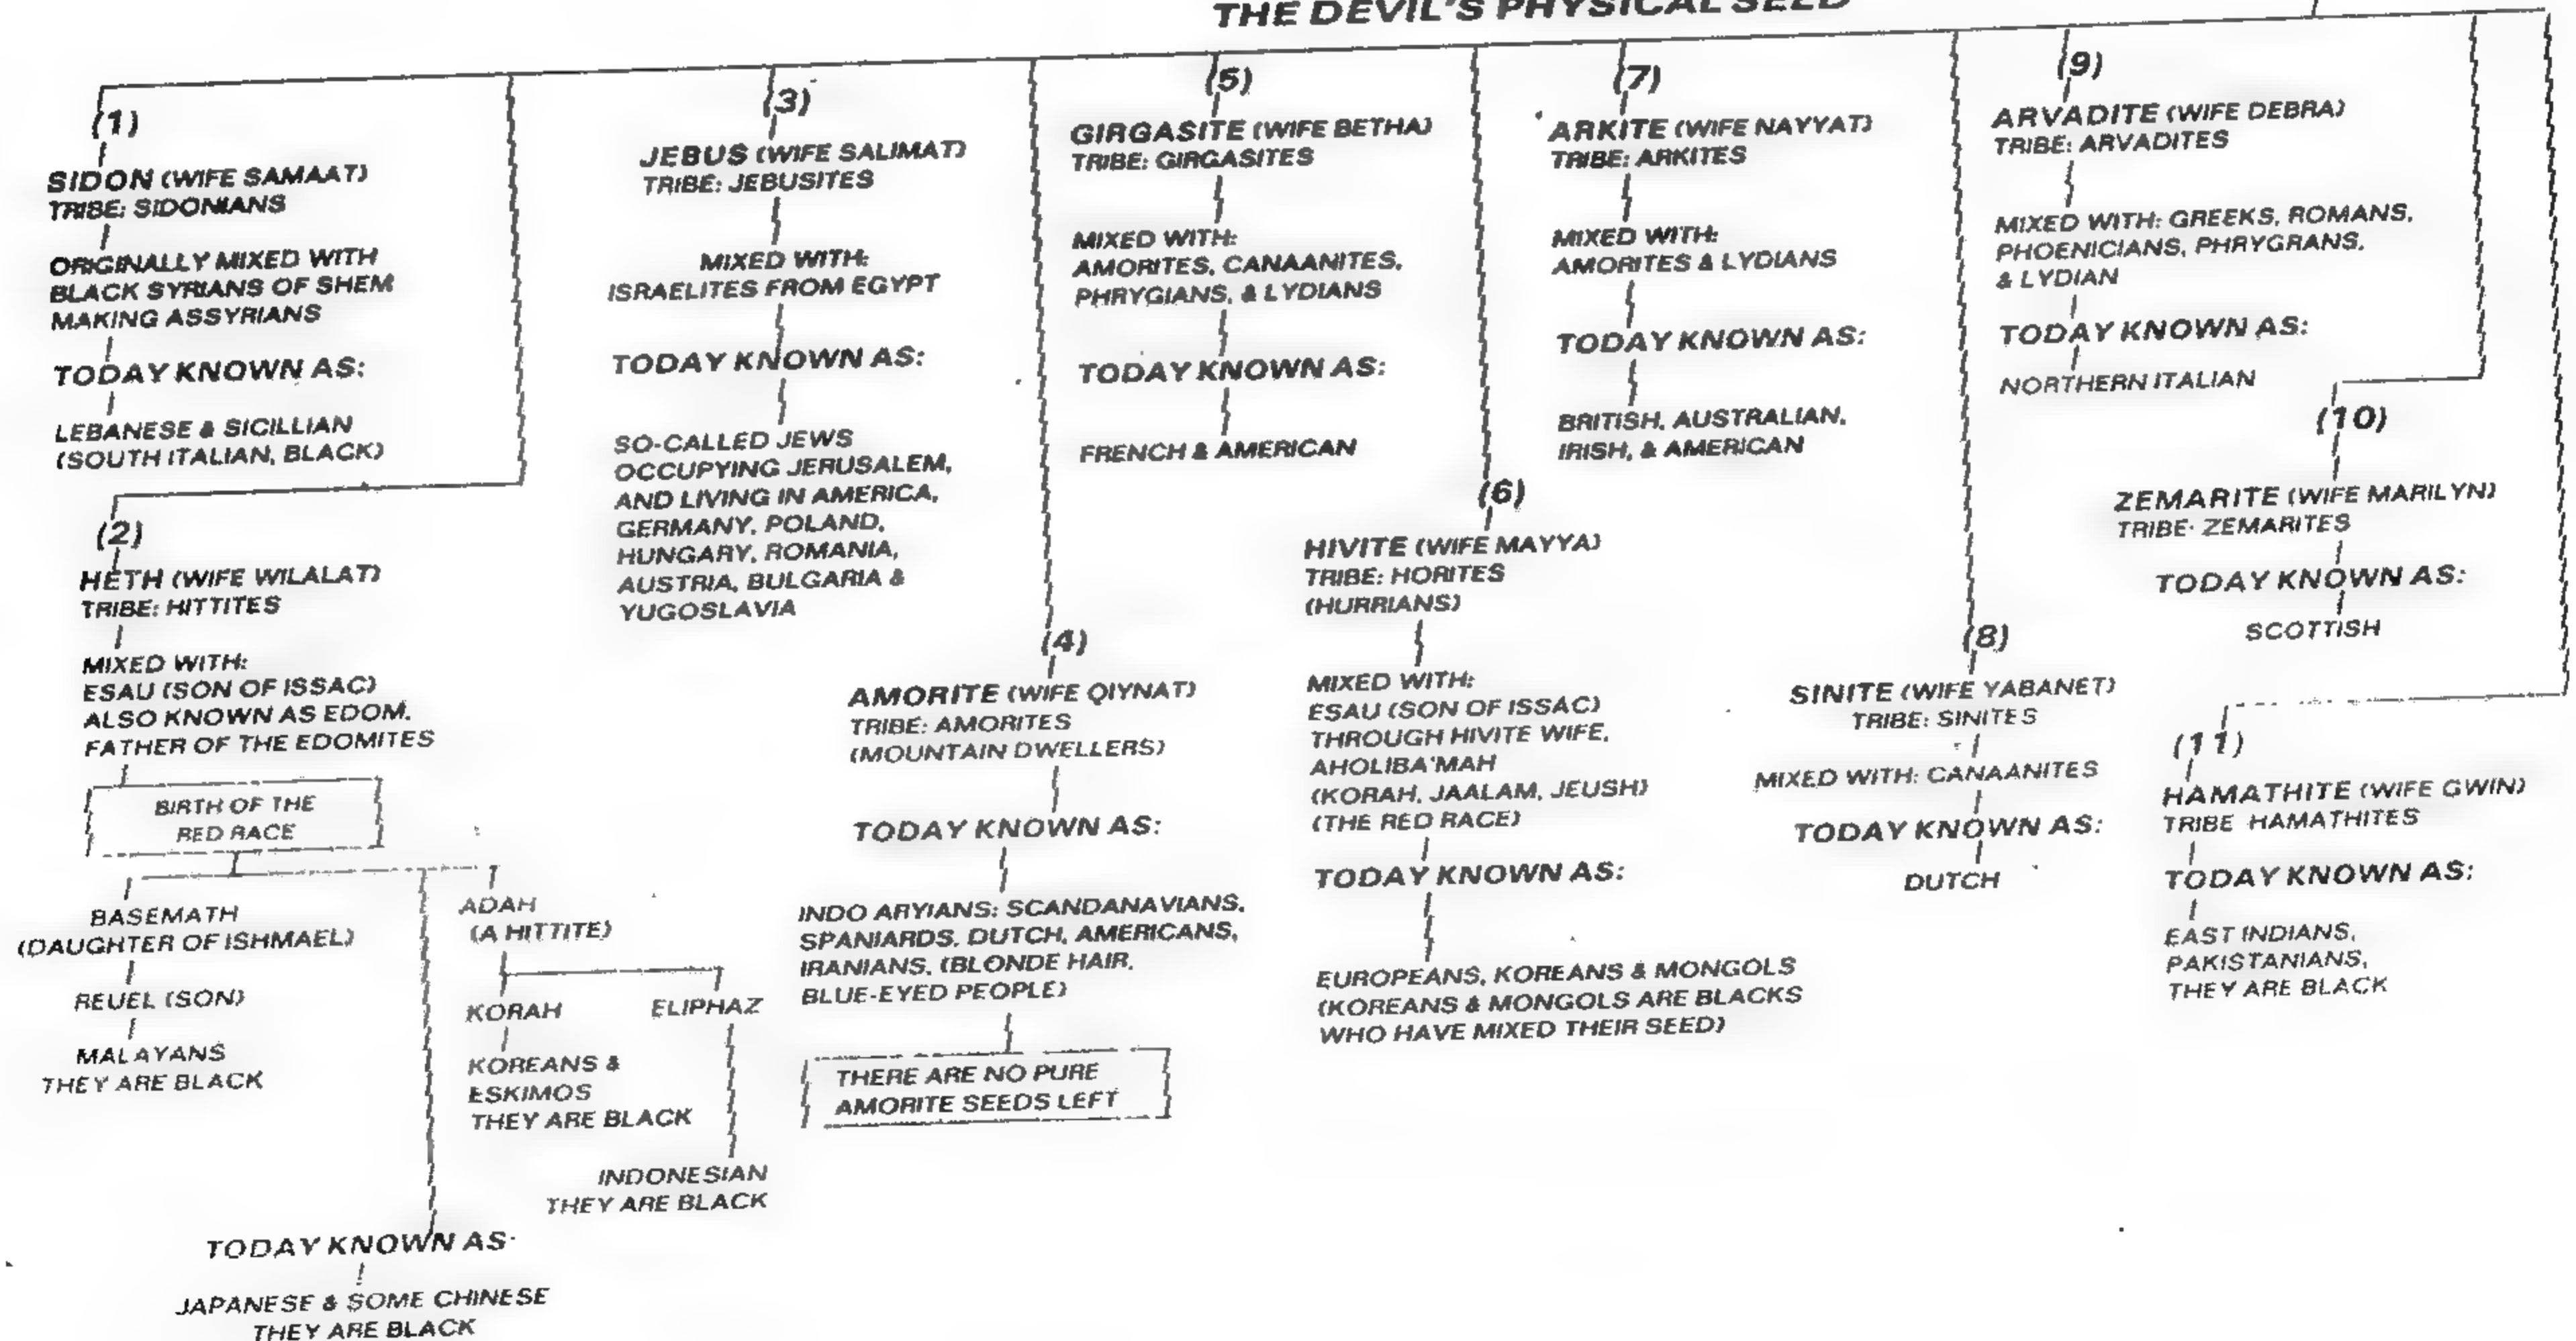 THE DEVIL'S PHYSICAL SEED
(1)
SIDON (WIFE SAMAAT)
TRIBE: SIDONIANS
ORIGINALLY MIXED WITH
BLACK SYRIANS OF SHEM
MAKING ASSYRIANS
TODAY KNOWN AS:
LEBANESE & SICILLIAN
(SOUTH ITALIAN, BLACK)
(2)
HETH (WIFE WILALAT)
TRIBE: HITTITES
MIXED WITH:
ESAU (SON OF ISSAC)
ALSO KNOWN AS EDOM.
FATHER OF THE EDOMITES
BIRTH OF THE
RED RACE
BASEMATH
(DAUGHTER OF ISHMAEL)
REUEL (SON)
MALAYANS
THEY ARE BLACK
ADAH
(A HITTITE)
KORAH
KOREANS &
ESKIMOS
THEY ARE BLACK
ELIPHAZ
INDONESIAN
THEY ARE BLACK
TODAY KNOWN AS:
JAPANESE & SOME CHINESE
THEY ARE BLACK
(3)
JEBUS (WIFE SALIMAT)
TRIBE: JEBUSITES
MIXED WITH:
ISRAELITES FROM EGYPT
TODAY KNOWN AS:
SO-CALLED JEWS
OCCUPYING JERUSALEM,
AND LIVING IN AMERICA,
GERMANY, POLAND,
HUNGARY, ROMANIA,
AUSTRIA, BULGARIA &
YUGOSLAVIA
(4)
AMORITE (WIFE QIYNAT)
TRIBE: AMORITES
(MOUNTAIN DWELLERS)
TODAY KNOWN AS:
INDO ARYIANS: SCANDANAVIANS,
SPANIARDS, DUTCH, AMERICANS,
IRANIANS, (BLONDE HAIR,
BLUE-EYED PEOPLE)
THERE ARE NO PURE
AMORITE SEEDS LEFT
(5)
GIRGASITE (WIFE BETHA)
TRIBE: GIRGASITES
MIXED WITH:
AMORITES, CANAANITES,
PHRYGIANS, & LYDIANS
TODAY KNOWN AS:
FRENCH & AMERICAN
(6)
HIVITE (WIFE MAYYA)
TRIBE: HORITES
(HURRIANS)
MIXED WITH:
ESAU (SON OF ISSAC)
THROUGH HIVITE WIFE,
AHOLIBA'MAH
(KORAH, JAALAM, JEUSH)
(THE RED RACE)
TODAY KNOWN AS:
EUROPEANS, KOREANS & MONGOLS
(KOREANS & MONGOLS ARE BLACKS
WHO HAVE MIXED THEIR SEED)
(7)
ARKITE (WIFE NAYYAT)
TRIBE: ARKITES
MIXED WITH:
AMORITES & LYDIANS
TODAY KNOWN AS:
BRITISH, AUSTRALIAN,
IRISH, & AMERICAN
(8)
SINITE (WIFE YABANET)
TRIBE: SINITES
MIXED WITH: CANAANITES
TODAY KNOWN AS:
DUTCH
(9)
ARVADITE (WIFE DEBRA)
TRIBE: ARVADITES
MIXED WITH: GREEKS, ROMANS,
PHOENICIANS, PHRYGRANS,
& LYDIAN
TODAY KNOWN AS:
NORTHERN ITALIAN
(10)
ZEMARITE (WIFE MARILYN)
TRIBE: ZEMARITES
TODAY KNOWN AS:
SCOTTISH
(11)
HAMATHITE (WIFE GWIN)
TRIBE HAMATHITES
TODAY KNOWN AS:
EAST INDIANS,
PAKISTANIANS,
THEY ARE BLACK